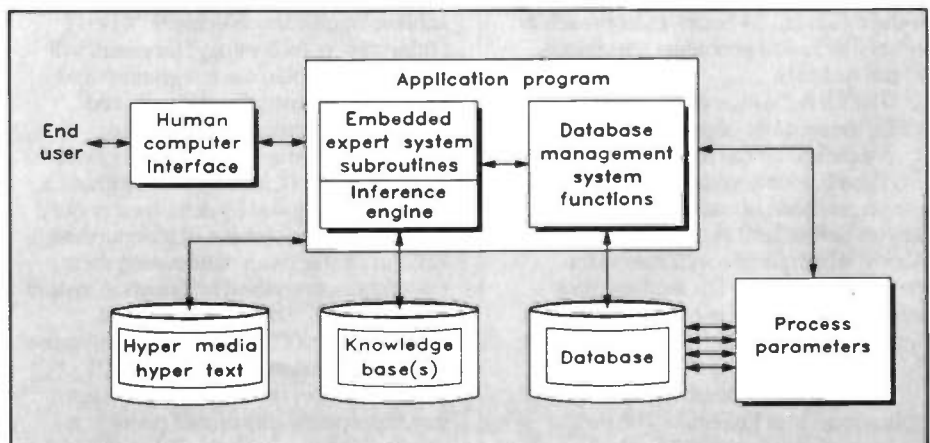 Application program
End
user
Human
computer
interface
Embedded
expert system
subroutines
Inference
engine
Database
management
system
functions
Hyper media
hyper text
Knowledge
base(s)
Database
Process
parameters